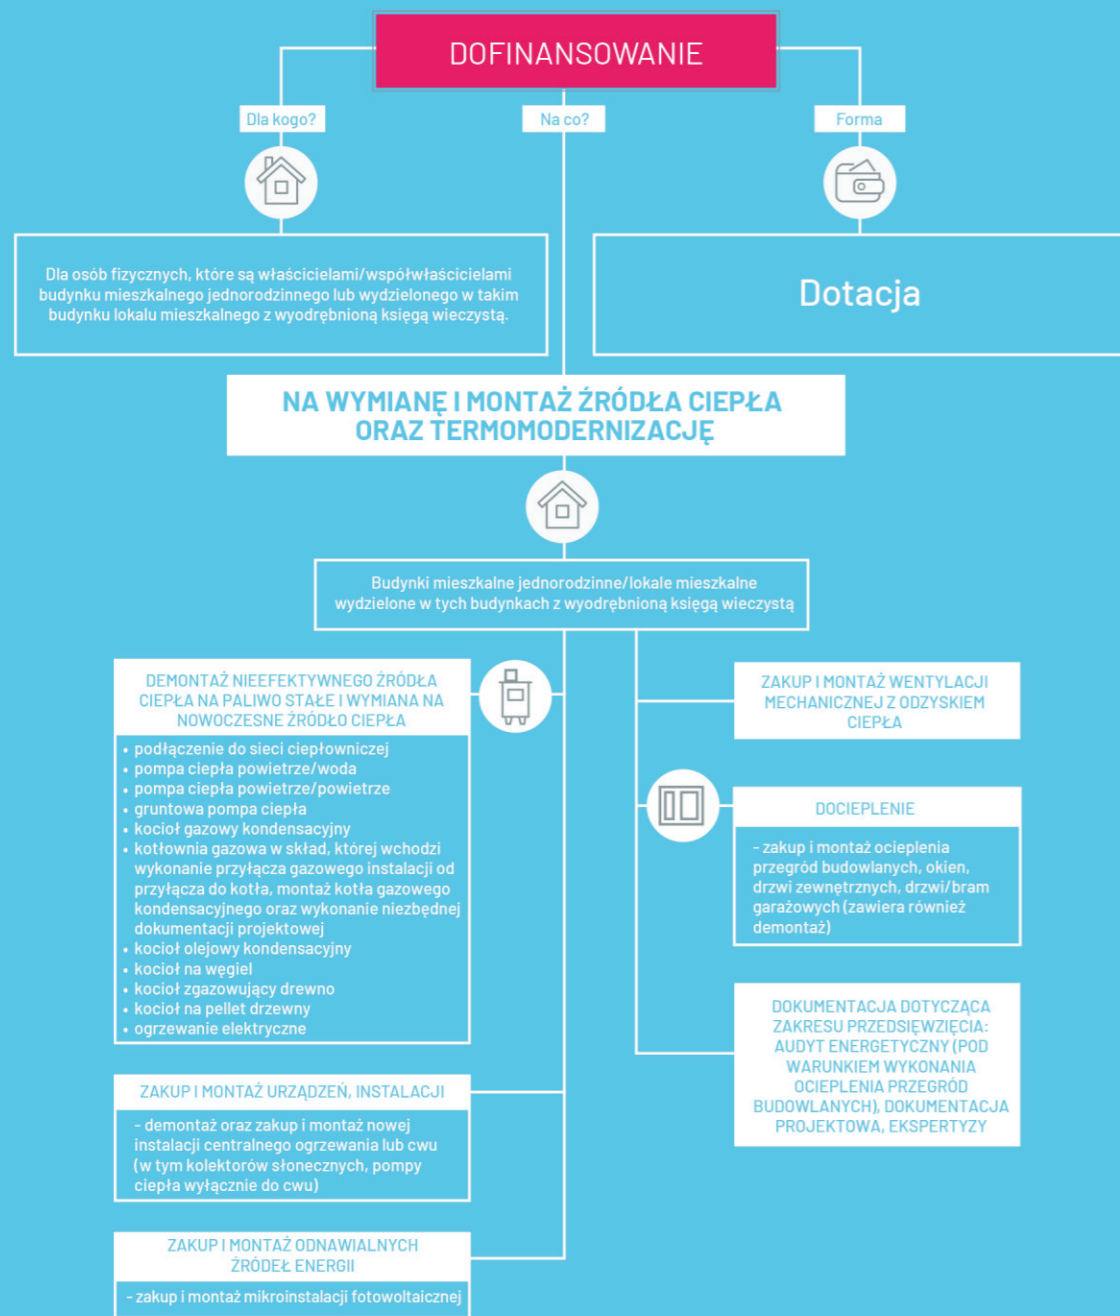 DOFINANSOWANIE
Dla kogo?
Na co?
Forma
Dla osób fizycznych, które są właścicielami/współwłaścicielami
budynku mieszkalnego jednorodzinnego lub wydzielonego w takim
budynku lokalu mieszkalnego z wyodrębnioną księgą wieczystą.
Dotacja
NA WYMIANĘ I MONTAŻ ŹRÓDŁA CIEPŁA
ORAZ TERMOMODERNIZACJĘ
Budynki mieszkalne jednorodzinne/lokale mieszkalne
wydzielone w tych budynkach z wyodrębnioną księgą wieczystą
DEMONTAŻ NIEEFEKTYWNEGO ŹRÓDŁA
CIEPŁA NA PALIWO STAŁE I WYMIANA NA
NOWOCZESNE ŹRÓDŁO CIEPŁA
• podłączenie do sieci ciepłowniczej
• pompa ciepła powietrze/woda
• pompa ciepła powietrze/powietrze
• gruntowa pompa ciepła
• kocioł gazowy kondensacyjny
• kotłownia gazowa w skład, której wchodzi
wykonanie przyłącza gazowego instalacji od
przyłącza do kotła, montaż kotła gazowego
kondensacyjnego oraz wykonanie niezbędnej
dokumentacji projektowej
• kocioł olejowy kondensacyjny
• kocioł na węgiel
• kocioł zgazowujący drewno
• kocioł na pellet drzewny
• ogrzewanie elektryczne
ZAKUP I MONTAŻ URZĄDZEŃ, INSTALACJI
- demontaż oraz zakup i montaż nowej
instalacji centralnego ogrzewania lub cwu
(w tym kolektorów słonecznych, pompy
ciepła wyłącznie do cwu)
ZAKUP I MONTAŻ ODNAWIALNYCH
ŹRÓDEŁ ENERGII
- zakup i montaż mikroinstalacji fotowoltaicznej
ZAKUP I MONTAŻ WENTYLACJI
MECHANICZNEJ Z ODZYSKIEM
CIEPŁA
DOCIEPLENIE
- zakup i montaż ocieplenia
przegród budowlanych, okien,
drzwi zewnętrznych, drzwi/bram
garażowych (zawiera również
demontaż)
DOKUMENTACJA DOTYCZĄCA
ZAKRESU PRZEDSIĘWZIĘCIA:
AUDYT ENERGETYCZNY (POD
WARUNKIEM WYKONANIA
OCIEPLENIA PRZEGRÓD
BUDOWLANYCH), DOKUMENTACJA
PROJEKTOWA, EKSPERTYZY